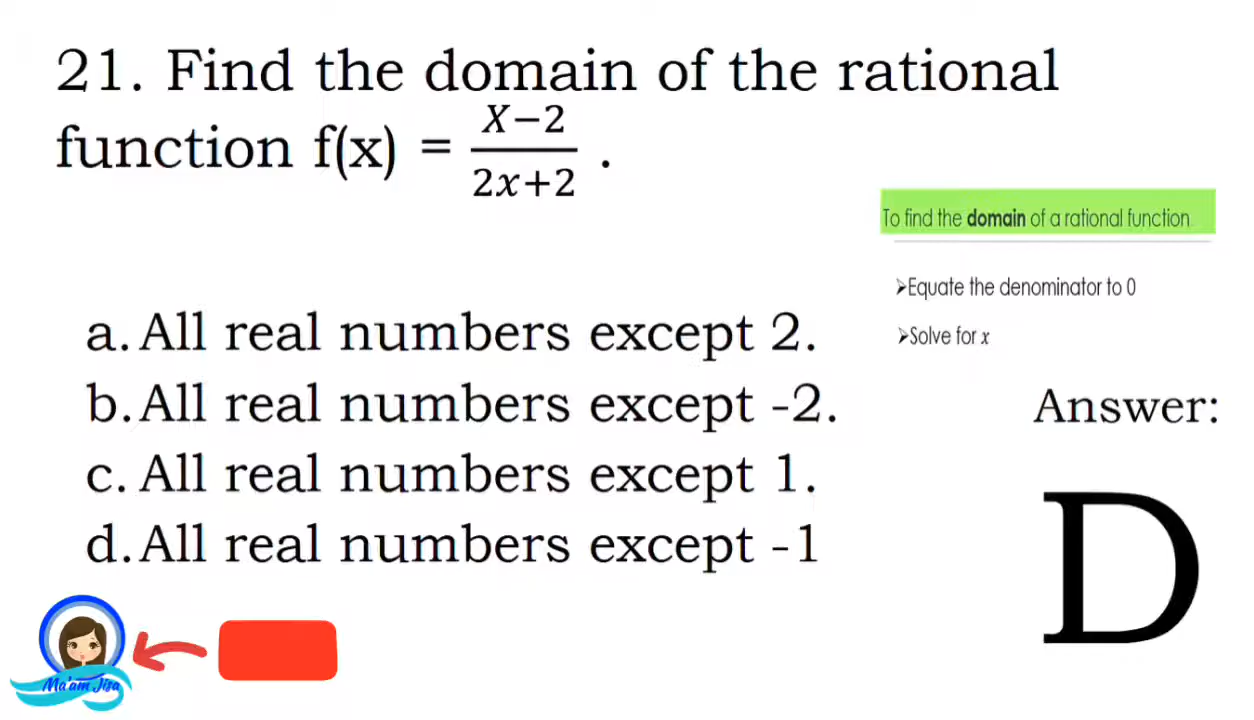 21. Find the domain of the rational
function f(x) = X−2 / 2x+2 .
To find the domain of a rational function
➢Equate the denominator to 0
➢Solve for x
a. All real numbers except 2.
b. All real numbers except -2.
c. All real numbers except 1.
d. All real numbers except -1
Answer:
D
Ma'am Jisa